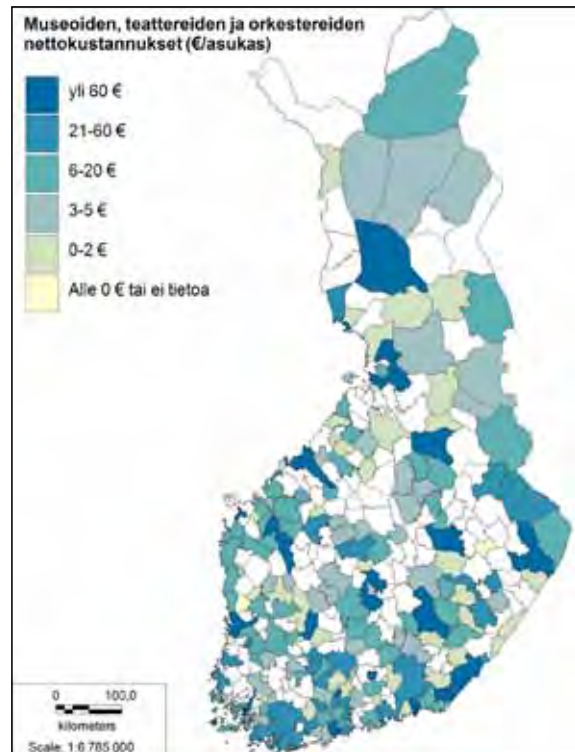 Museoiden, teattereiden ja orkestereiden
nettokustannukset (€/asukas)
yli 60 €
21-60 €
6-20 €
3-5 €
0-2 €
Alle 0 € tai ei tietoa
0 100,0
kilometers
Scale: 1:6 785 000